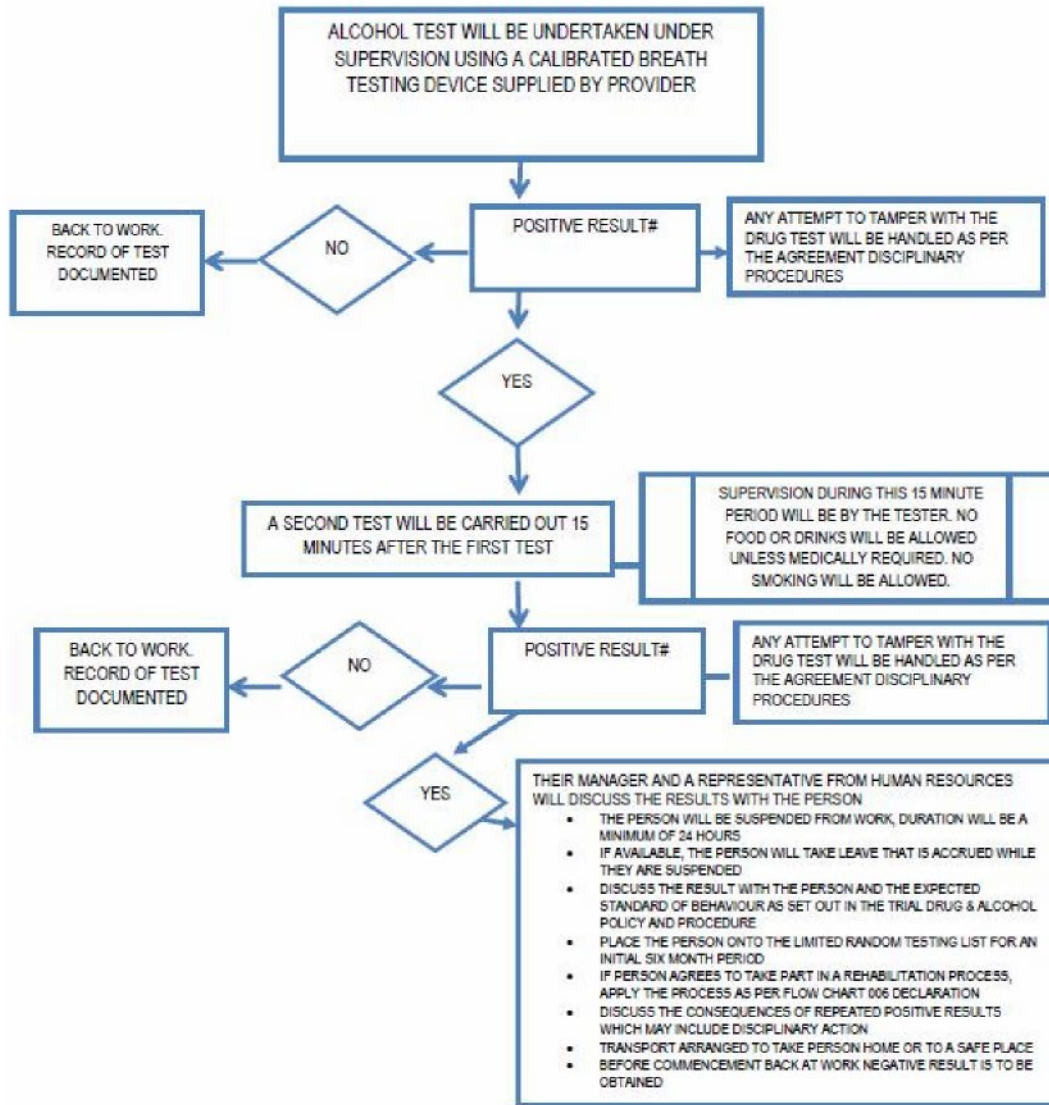 ALCOHOL TEST WILL BE UNDERTAKEN UNDER
SUPERVISION USING A CALIBRATED BREATH
TESTING DEVICE SUPPLIED BY PROVIDER
BACK TO WORK.
RECORD OF TEST
DOCUMENTED
NO
POSITIVE RESULT#
ANY ATTEMPT TO TAMPER WITH THE
DRUG TEST WILL BE HANDLED AS PER
THE AGREEMENT DISCIPLINARY
PROCEDURES
YES
A SECOND TEST WILL BE CARRIED OUT 15
MINUTES AFTER THE FIRST TEST
SUPERVISION DURING THIS 15 MINUTE
PERIOD WILL BE BY THE TESTER. NO
FOOD OR DRINKS WILL BE ALLOWED
UNLESS MEDICALLY REQUIRED. NO
SMOKING WILL BE ALLOWED.
BACK TO WORK.
RECORD OF TEST
DOCUMENTED
NO
POSITIVE RESULT#
ANY ATTEMPT TO TAMPER WITH THE
DRUG TEST WILL BE HANDLED AS PER
THE AGREEMENT DISCIPLINARY
PROCEDURES
YES
THEIR MANAGER AND A REPRESENTATIVE FROM HUMAN RESOURCES
WILL DISCUSS THE RESULTS WITH THE PERSON
• THE PERSON WILL BE SUSPENDED FROM WORK, DURATION WILL BE A
MINIMUM OF 24 HOURS
• IF AVAILABLE, THE PERSON WILL TAKE LEAVE THAT IS ACCRUED WHILE
THEY ARE SUSPENDED
• DISCUSS THE RESULT WITH THE PERSON AND THE EXPECTED
STANDARD OF BEHAVIOUR AS SET OUT IN THE TRIAL DRUG & ALCOHOL
POLICY AND PROCEDURE
• PLACE THE PERSON ONTO THE LIMITED RANDOM TESTING LIST FOR AN
INITIAL SIX MONTH PERIOD
• IF PERSON AGREES TO TAKE PART IN A REHABILITATION PROCESS,
APPLY THE PROCESS AS PER FLOW CHART 006 DECLARATION
• DISCUSS THE CONSEQUENCES OF REPEATED POSITIVE RESULTS
WHICH MAY INCLUDE DISCIPLINARY ACTION
• TRANSPORT ARRANGED TO TAKE PERSON HOME OR TO A SAFE PLACE
• BEFORE COMMENCEMENT BACK AT WORK NEGATIVE RESULT IS TO BE
OBTAINED